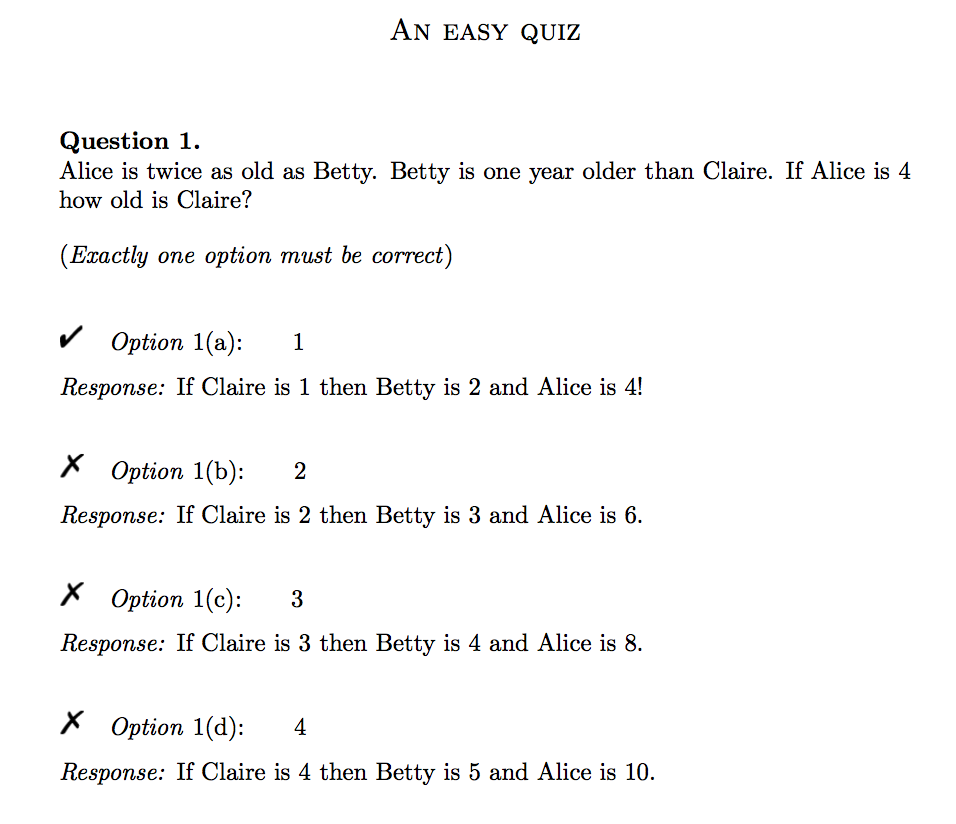 AN EASY QUIZ
Question 1.
Alice is twice as old as Betty. Betty is one year older than Claire. If Alice is 4
how old is Claire?
(Exactly one option must be correct)
✔ Option 1(a): 1
Response: If Claire is 1 then Betty is 2 and Alice is 4!
✗ Option 1(b): 2
Response: If Claire is 2 then Betty is 3 and Alice is 6.
✗ Option 1(c): 3
Response: If Claire is 3 then Betty is 4 and Alice is 8.
✗ Option 1(d): 4
Response: If Claire is 4 then Betty is 5 and Alice is 10.